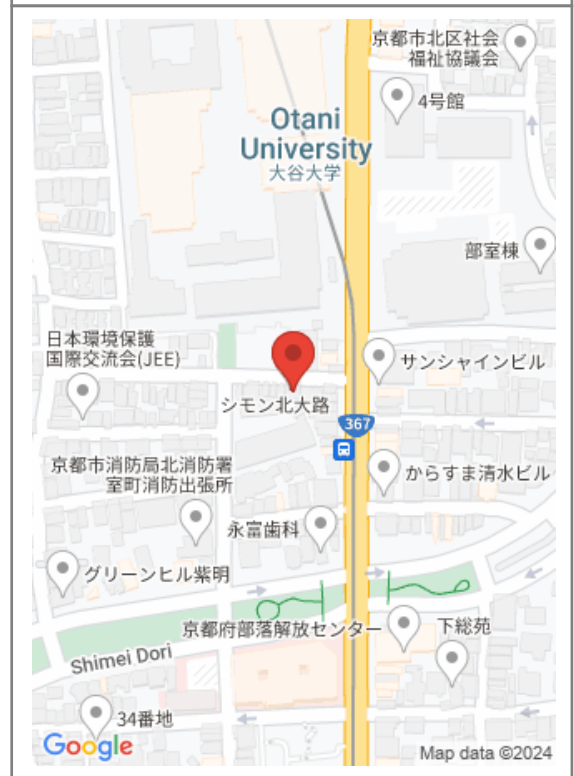 京都市北区社会
福祉協議会
4号館
Otani
University
大谷大学
部室棟
日本環境保護
国際交流会(JEE)
サンシャインビル
シモン北大路
367
京都市消防局北消防署
室町消防出張所
からすま清水ビル
永富歯科
グリーンヒル紫明
京都府部落解放センター
下総苑
Shimei Dori
34番地
Google
Map data ©2024